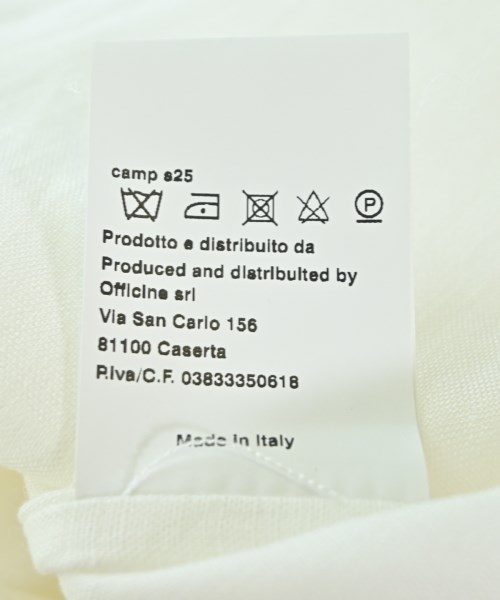 camp s25
P
Prodotto e distribuito da
Produced and distribuited by
Officine srl
Via San Carlo 156
81100 Caserta
P.Iva/C.F. 03833350618
Made in Italy